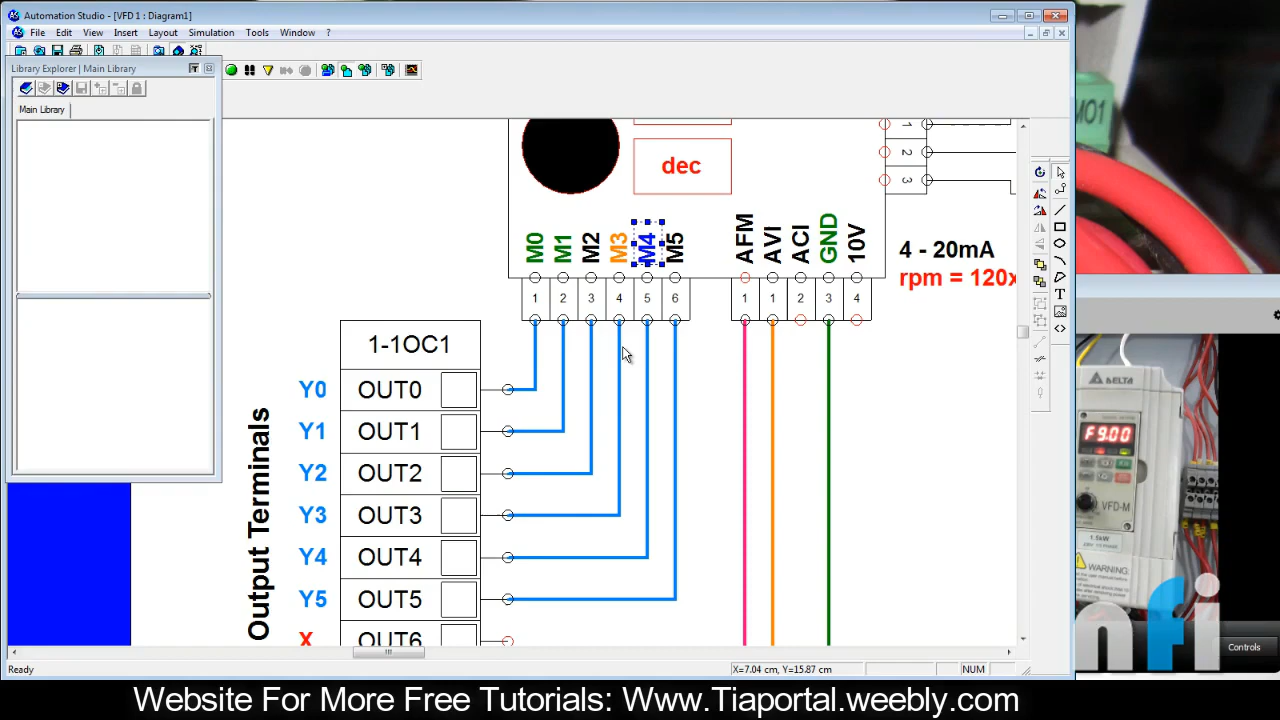 Automation Studio - [VFD 1 : Diagram1]
File Edit View Insert Layout Simulation Tools Window ?
Library Explorer | Main Library
Main Library
MO1
1
2
3
dec
M0 M1 M2 M3 M4 M5 AFM AVI ACI GND 10V
4 - 20mA
rpm = 120x
1 2 3 4 5 6 1 1 2 3 4
1-1OC1
Y0 OUT0
Y1 OUT1
Y2 OUT2
Y3 OUT3
Y4 OUT4
Y5 OUT5
X OUT6
Output Terminals
DELTA
F9.00
VFD-M
1.5kW
WARNING:
nfi
Controls
Ready X=7.04 cm, Y=15.87 cm NUM
Website For More Free Tutorials: Www.Tiaportal.weebly.com